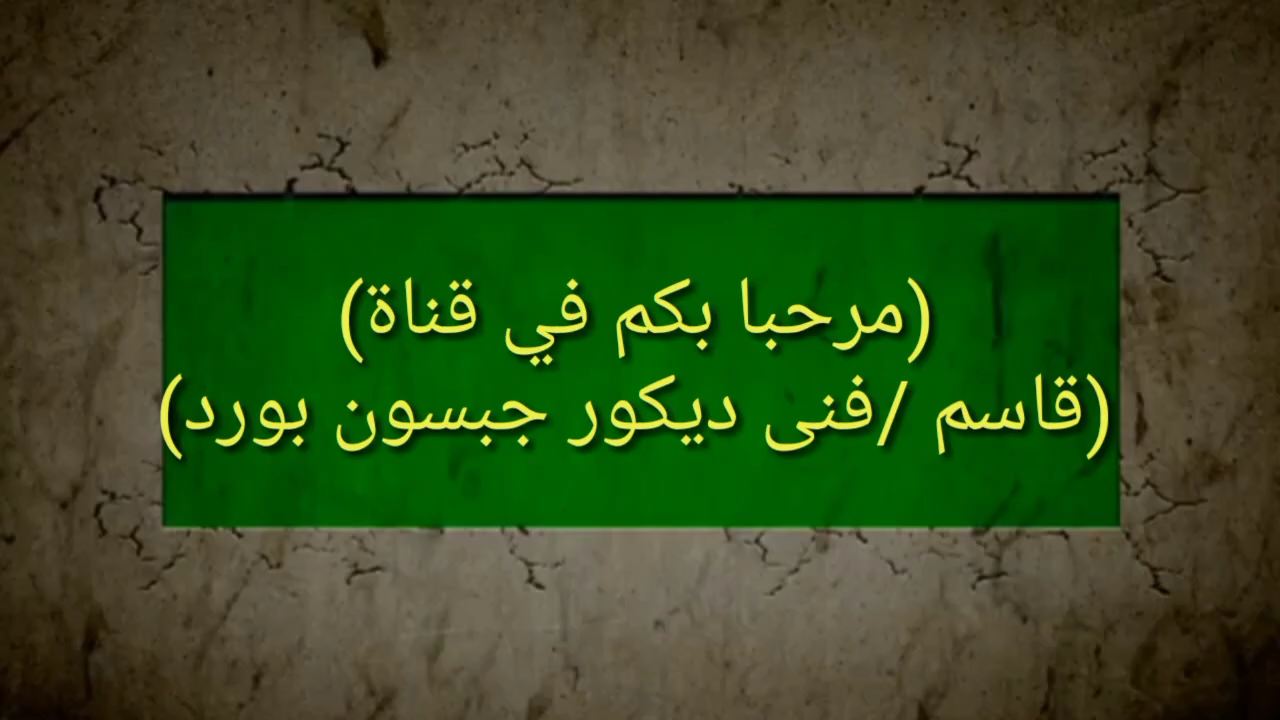 (مرحبا بكم في قناة)
(قاسم /فنى ديكور جبسون بورد)